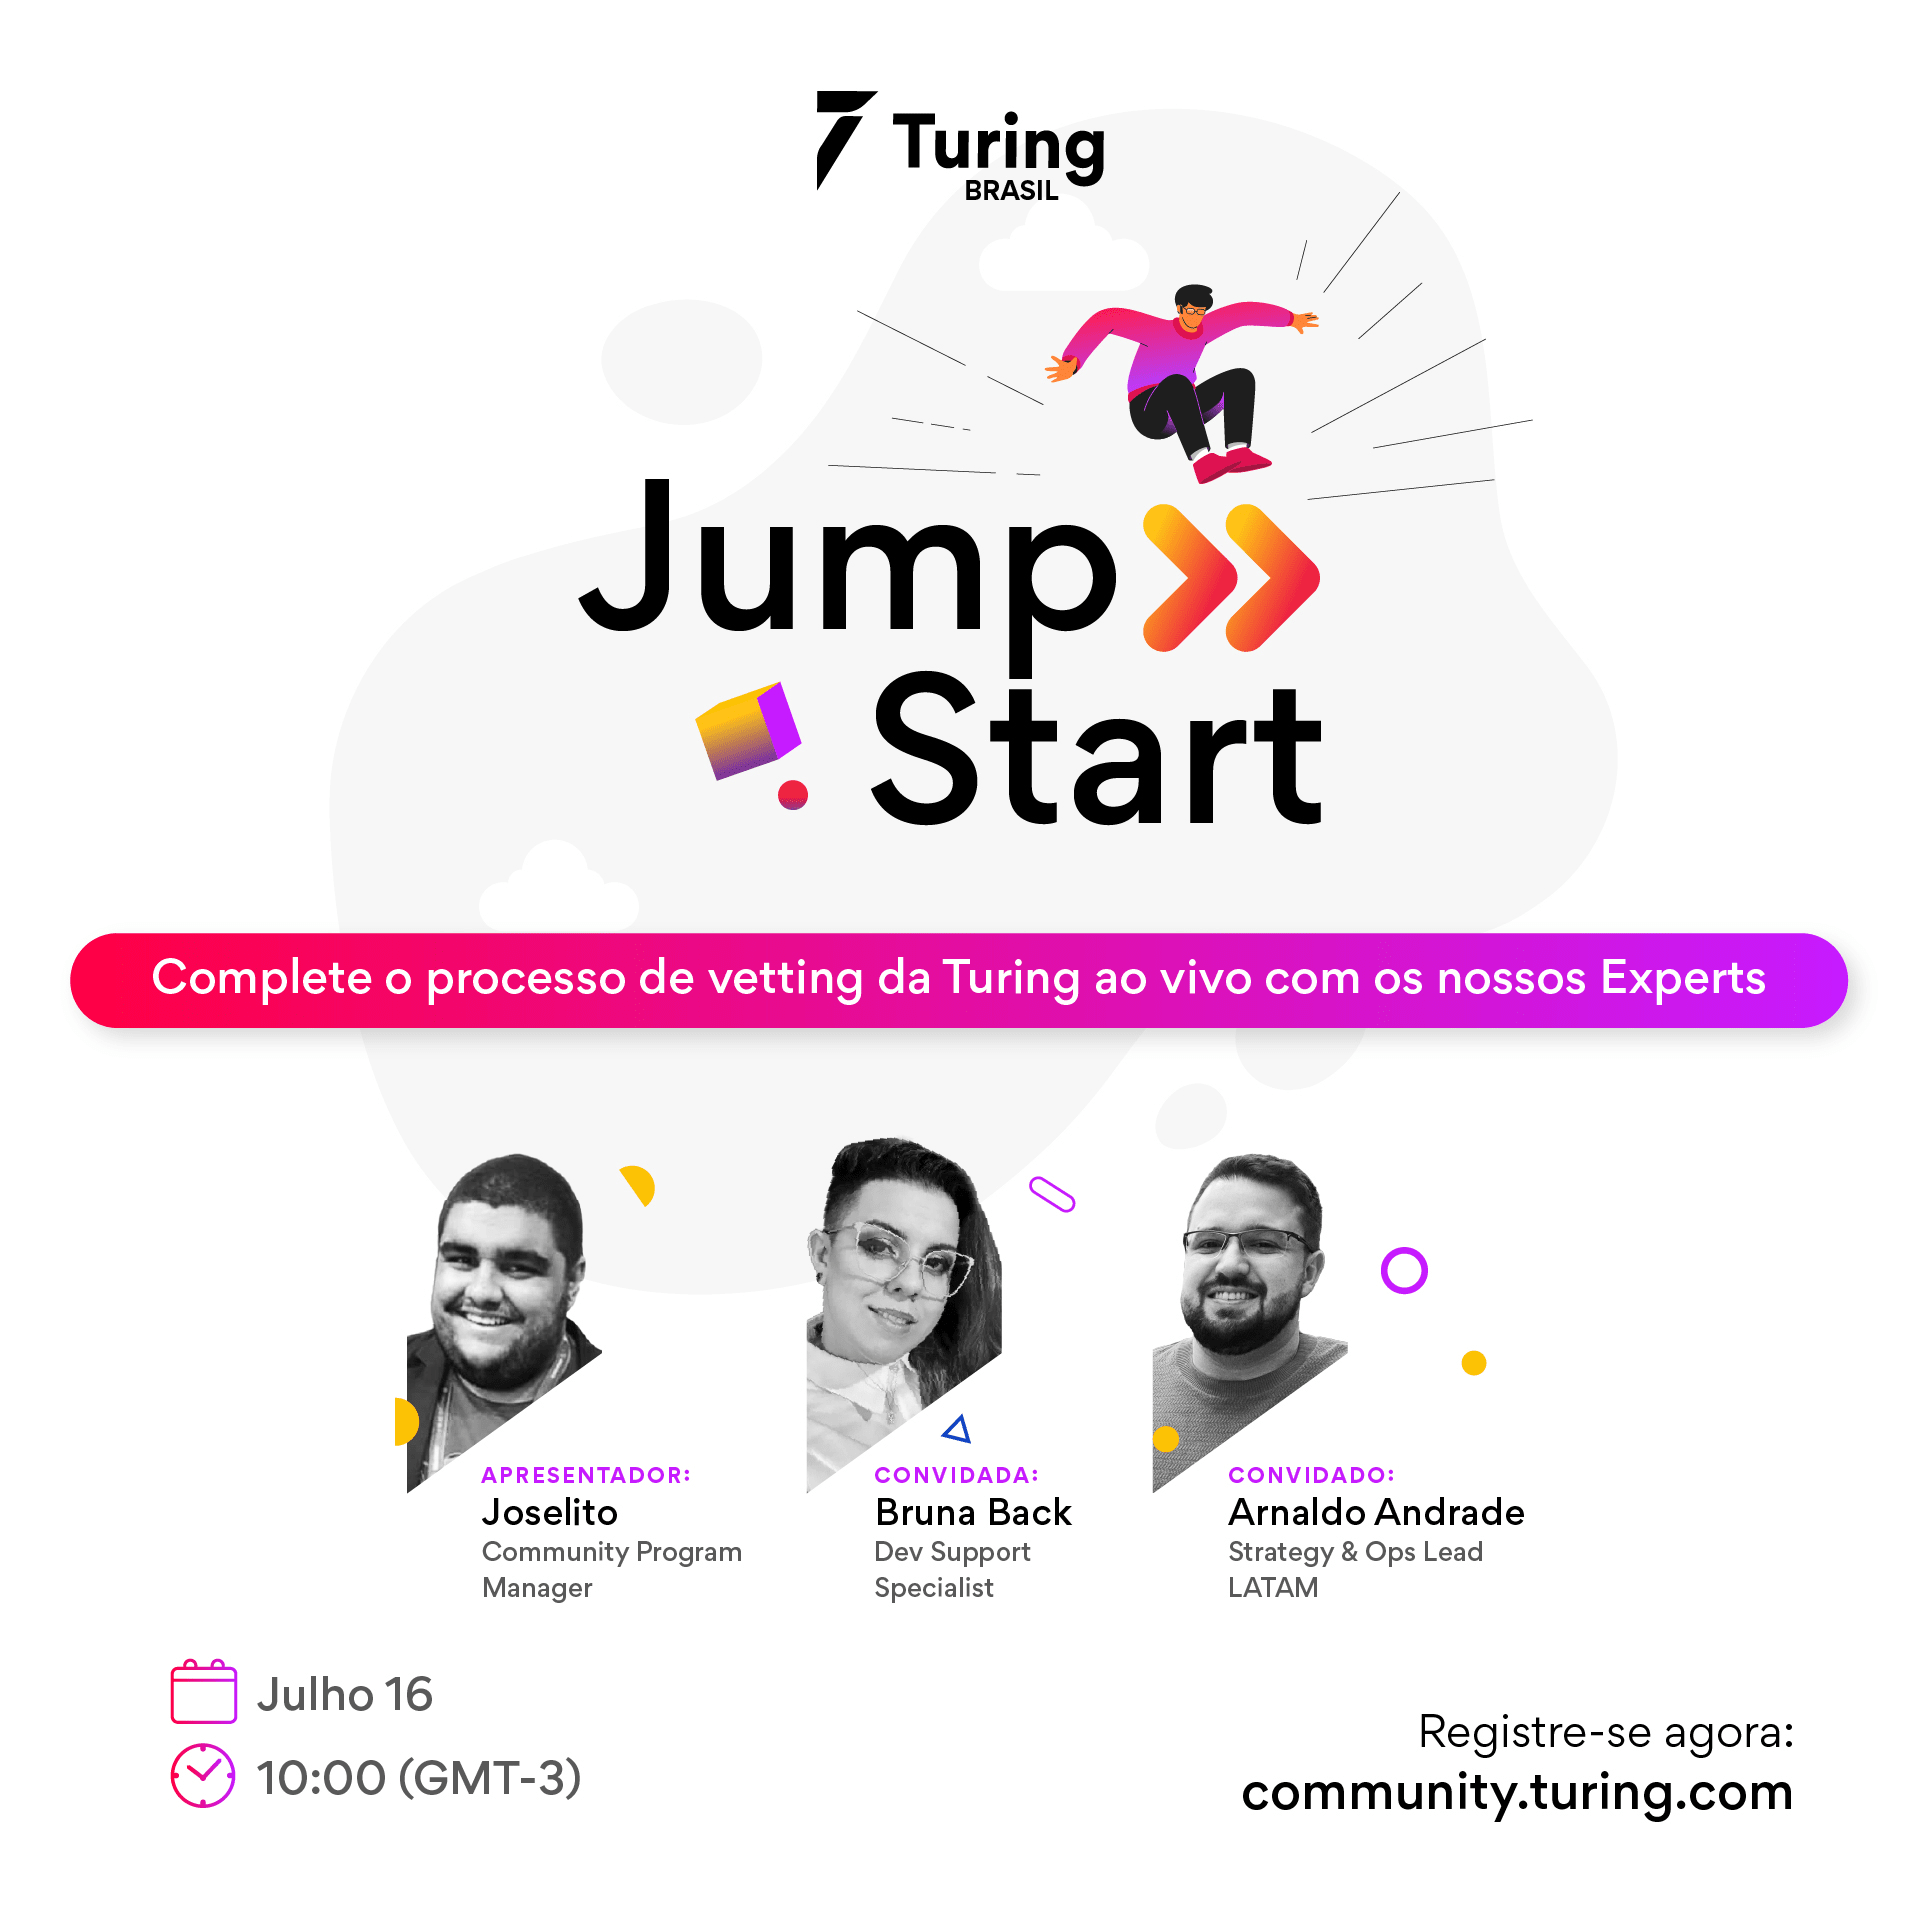 Turing
BRASIL
Jump
Start
Complete o processo de vetting da Turing ao vivo com os nossos Experts
APRESENTADOR:
Joselito
Community Program
Manager
CONVIDADA:
Bruna Back
Dev Support
Specialist
CONVIDADO:
Arnaldo Andrade
Strategy & Ops Lead
LATAM
Julho 16
10:00 (GMT-3)
Registre-se agora:
community.turing.com